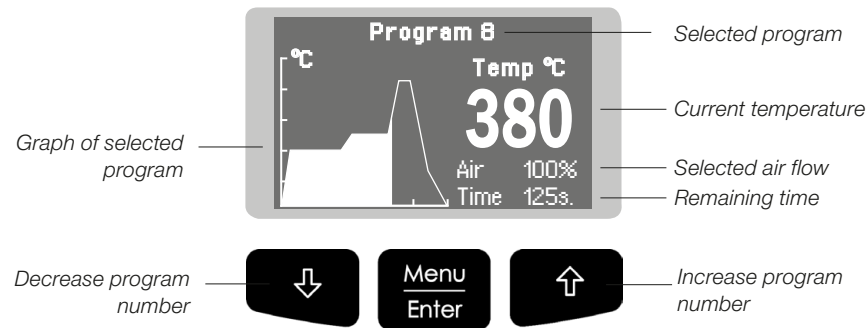 Program 8
Selected program
°C
Temp °C
380
Current temperature
Graph of selected
program
Air 100%
Selected air flow
Time 125s.
Remaining time
Decrease program
number
Menu
Enter
Increase program
number